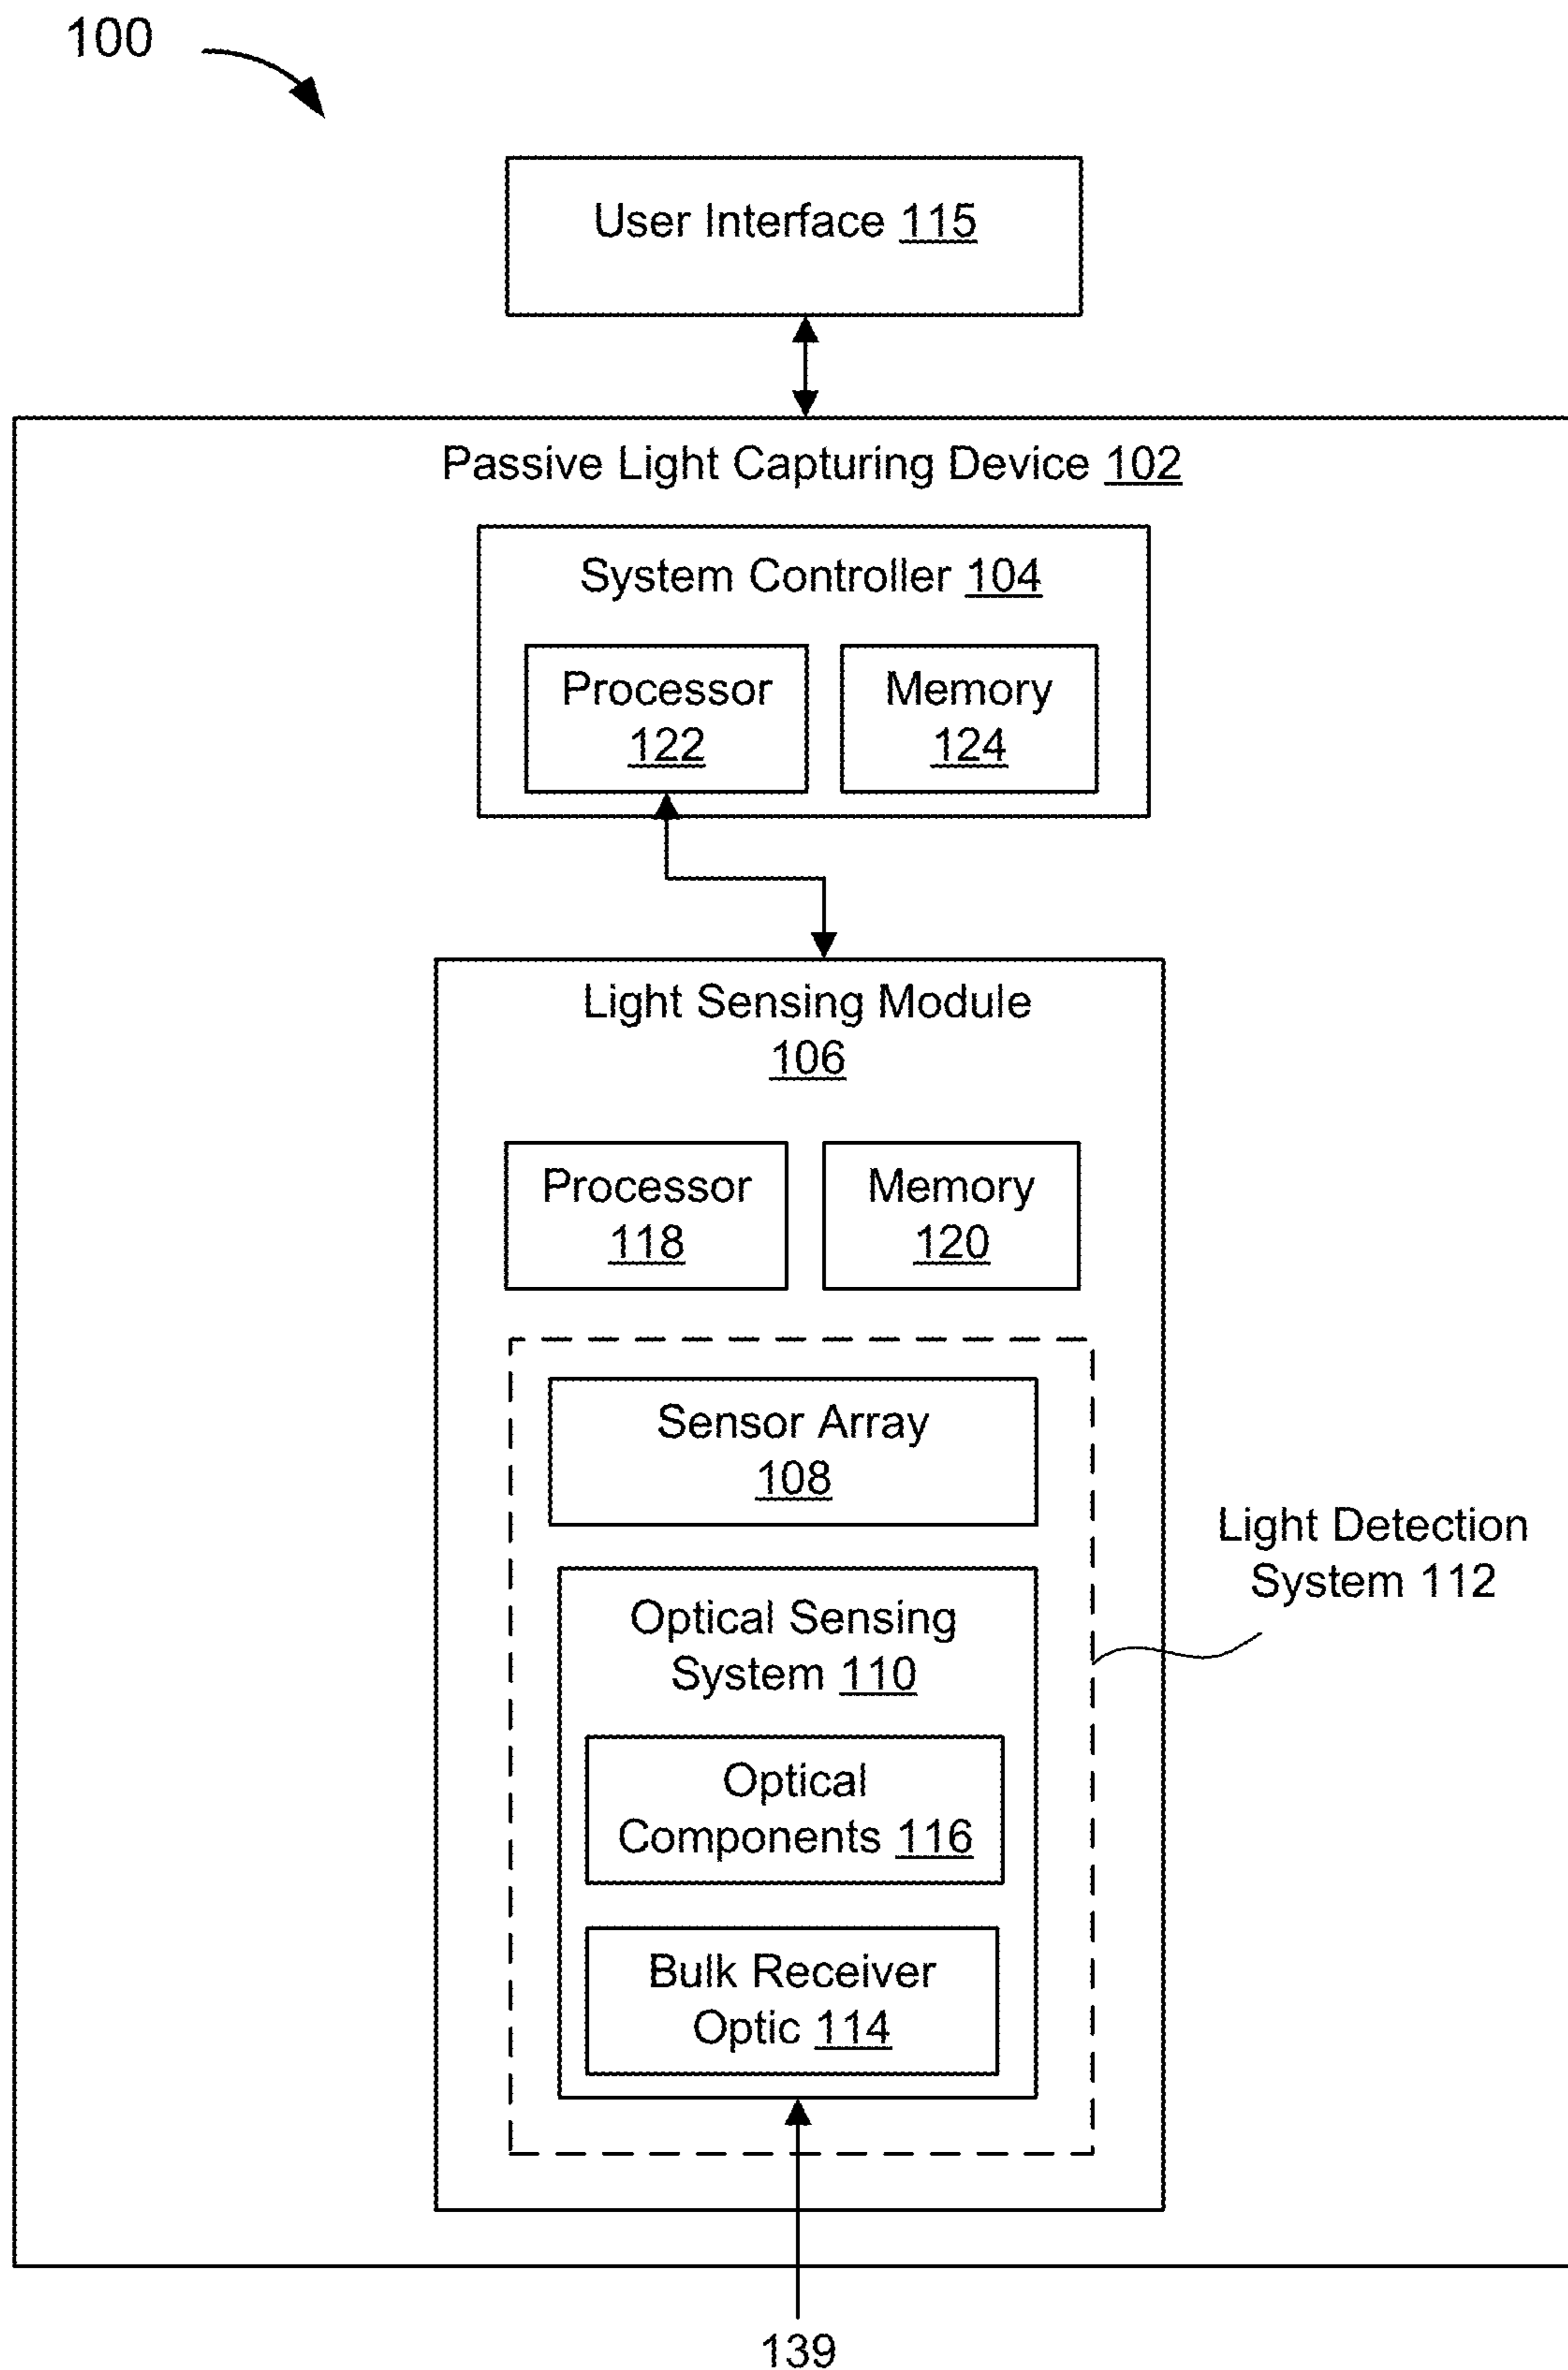 100
User Interface 115
Passive Light Capturing Device 102
System Controller 104
Processor
122
Memory
124
Light Sensing Module
106
Processor
118
Memory
120
Sensor Array
108
Light Detection
System 112
Optical Sensing
System 110
Optical
Components 116
Bulk Receiver
Optic 114
139